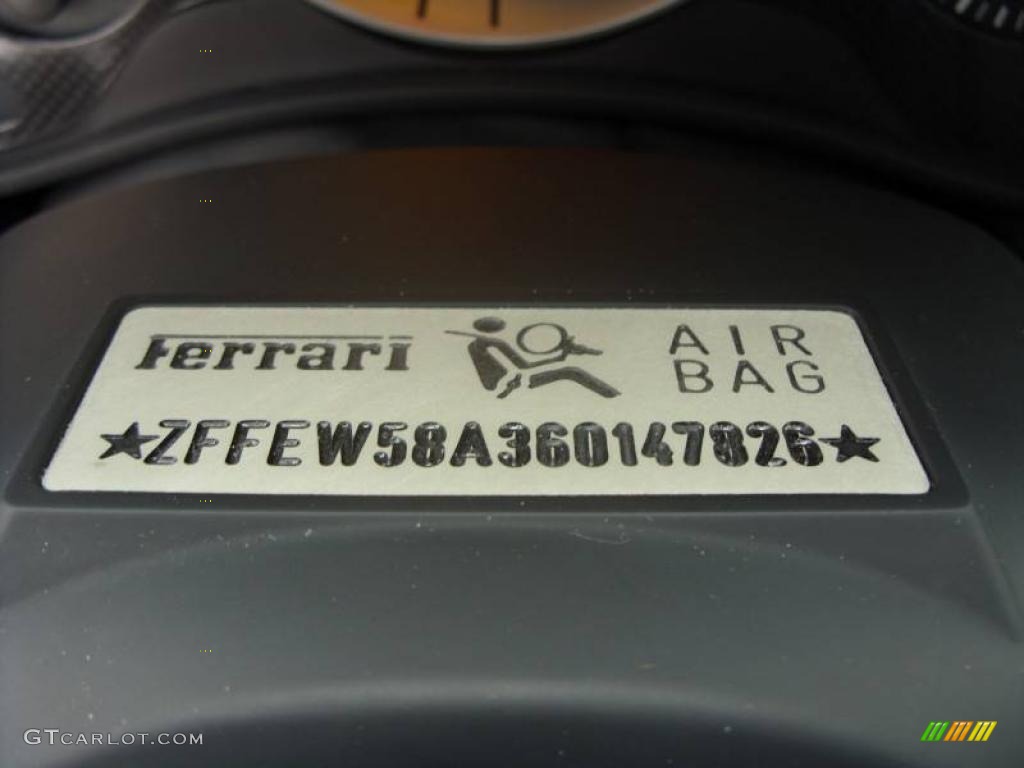 Ferrari
AIR
BAG
★ZFFEW58A360147826★
GTCARLOT.COM